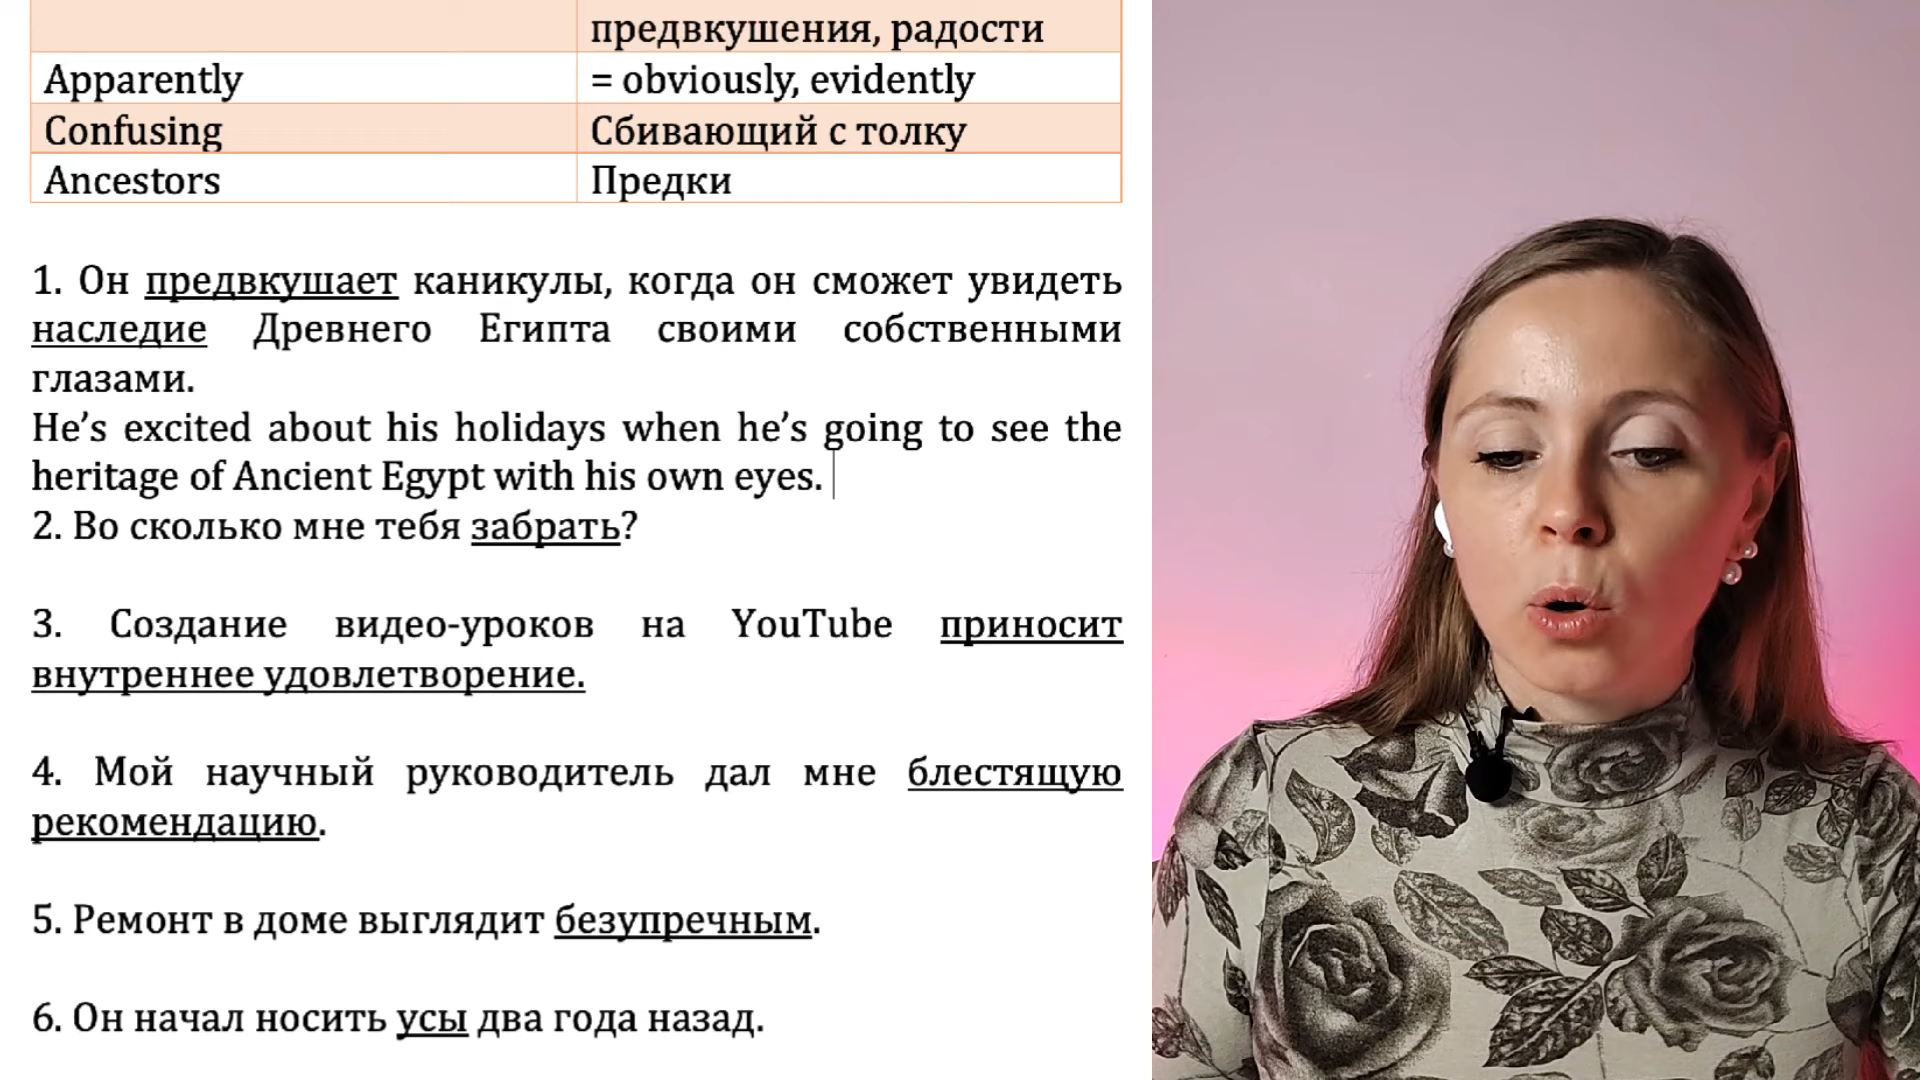 предвкушения, радости
Apparently = obviously, evidently
Confusing Сбивающий с толку
Ancestors Предки
1. Он предвкушает каникулы, когда он сможет увидеть
наследие Древнего Египта своими собственными
глазами.
He’s excited about his holidays when he’s going to see the
heritage of Ancient Egypt with his own eyes.
2. Во сколько мне тебя забрать?
3. Создание видео-уроков на YouTube приносит
внутреннее удовлетворение.
4. Мой научный руководитель дал мне блестящую
рекомендацию.
5. Ремонт в доме выглядит безупречным.
6. Он начал носить усы два года назад.